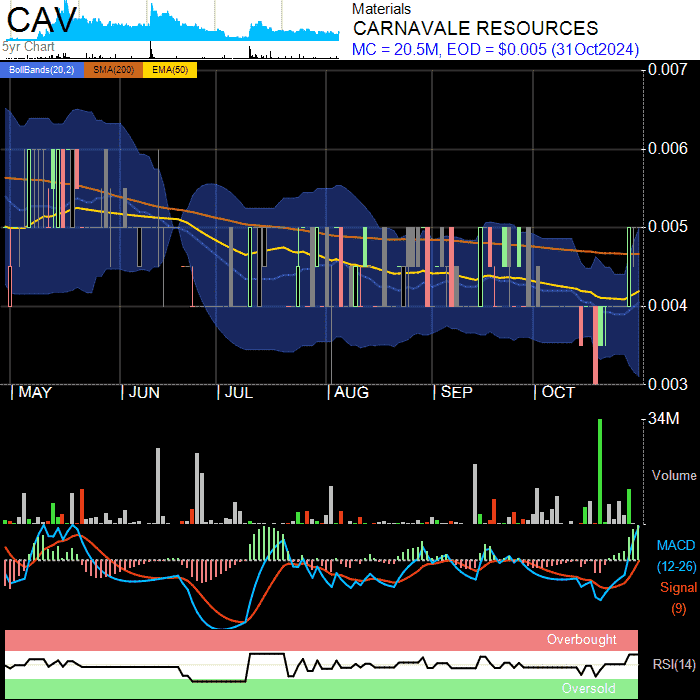 CAV
5yr Chart
Materials
CARNAVALE RESOURCES
MC = 20.5M, EOD = $0.005 (31Oct2024)
BollBands(20,2) SMA(200) EMA(50)
0.007
0.006
0.005
0.004
0.003
MAY JUN JUL AUG SEP OCT
34M
Volume
MACD
(12-26)
Signal
(9)
Overbought
RSI(14)
Oversold